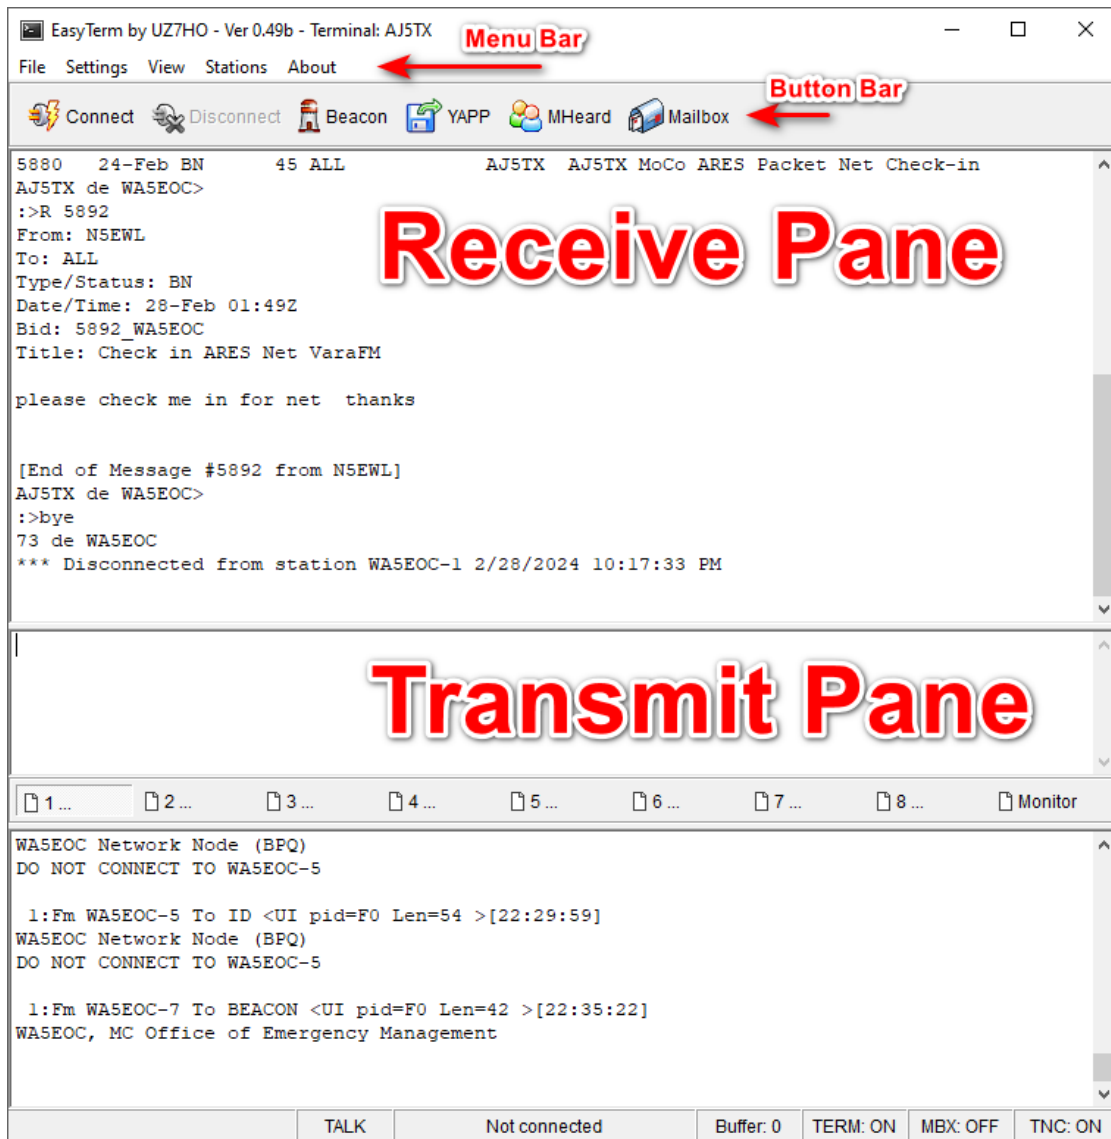 EasyTerm by UZ7HO - Ver 0.49b - Terminal: AJ5TX
Menu Bar
File Settings View Stations About
Button Bar
Connect Disconnect Beacon YAPP MHeard Mailbox
5880 24-Feb BN 45 ALL AJ5TX AJ5TX MoCo ARES Packet Net Check-in
AJ5TX de WA5EOC>
:>R 5892
From: N5EWL
To: ALL
Type/Status: BN
Date/Time: 28-Feb 01:49Z
Bid: 5892_WA5EOC
Title: Check in ARES Net VaraFM
Receive Pane
please check me in for net thanks
[End of Message #5892 from N5EWL]
AJ5TX de WA5EOC>
:>bye
73 de WA5EOC
*** Disconnected from station WA5EOC-1 2/28/2024 10:17:33 PM
Transmit Pane
1 ... 2 ... 3 ... 4 ... 5 ... 6 ... 7 ... 8 ... Monitor
WA5EOC Network Node (BPQ)
DO NOT CONNECT TO WA5EOC-5
1:Fm WA5EOC-5 To ID <UI pid=F0 Len=54 >[22:29:59]
WA5EOC Network Node (BPQ)
DO NOT CONNECT TO WA5EOC-5
1:Fm WA5EOC-7 To BEACON <UI pid=F0 Len=42 >[22:35:22]
WA5EOC, MC Office of Emergency Management
TALK Not connected Buffer: 0 TERM: ON MBX: OFF TNC: ON